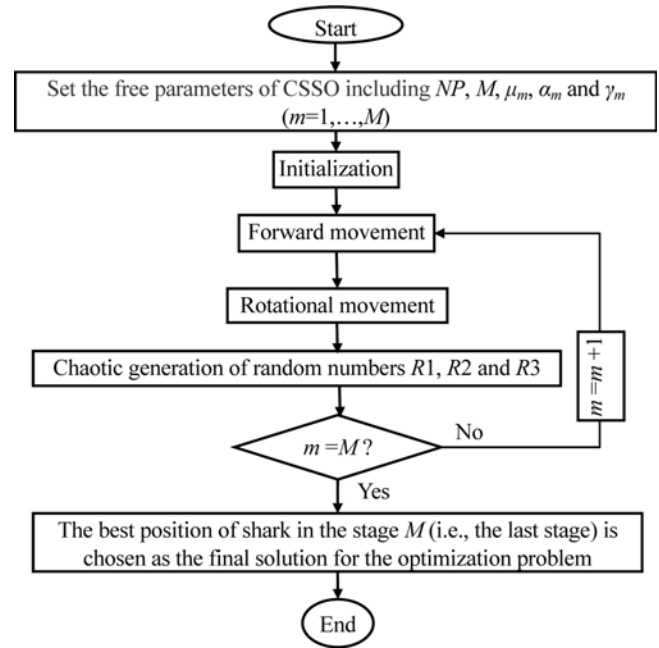 Start
Set the free parameters of CSSO including NP, M, μm, αm and γm
(m=1,…,M)
Initialization
Forward movement
Rotational movement
Chaotic generation of random numbers R1, R2 and R3
m=m+1
m=M?
No
Yes
The best position of shark in the stage M (i.e., the last stage) is
chosen as the final solution for the optimization problem
End